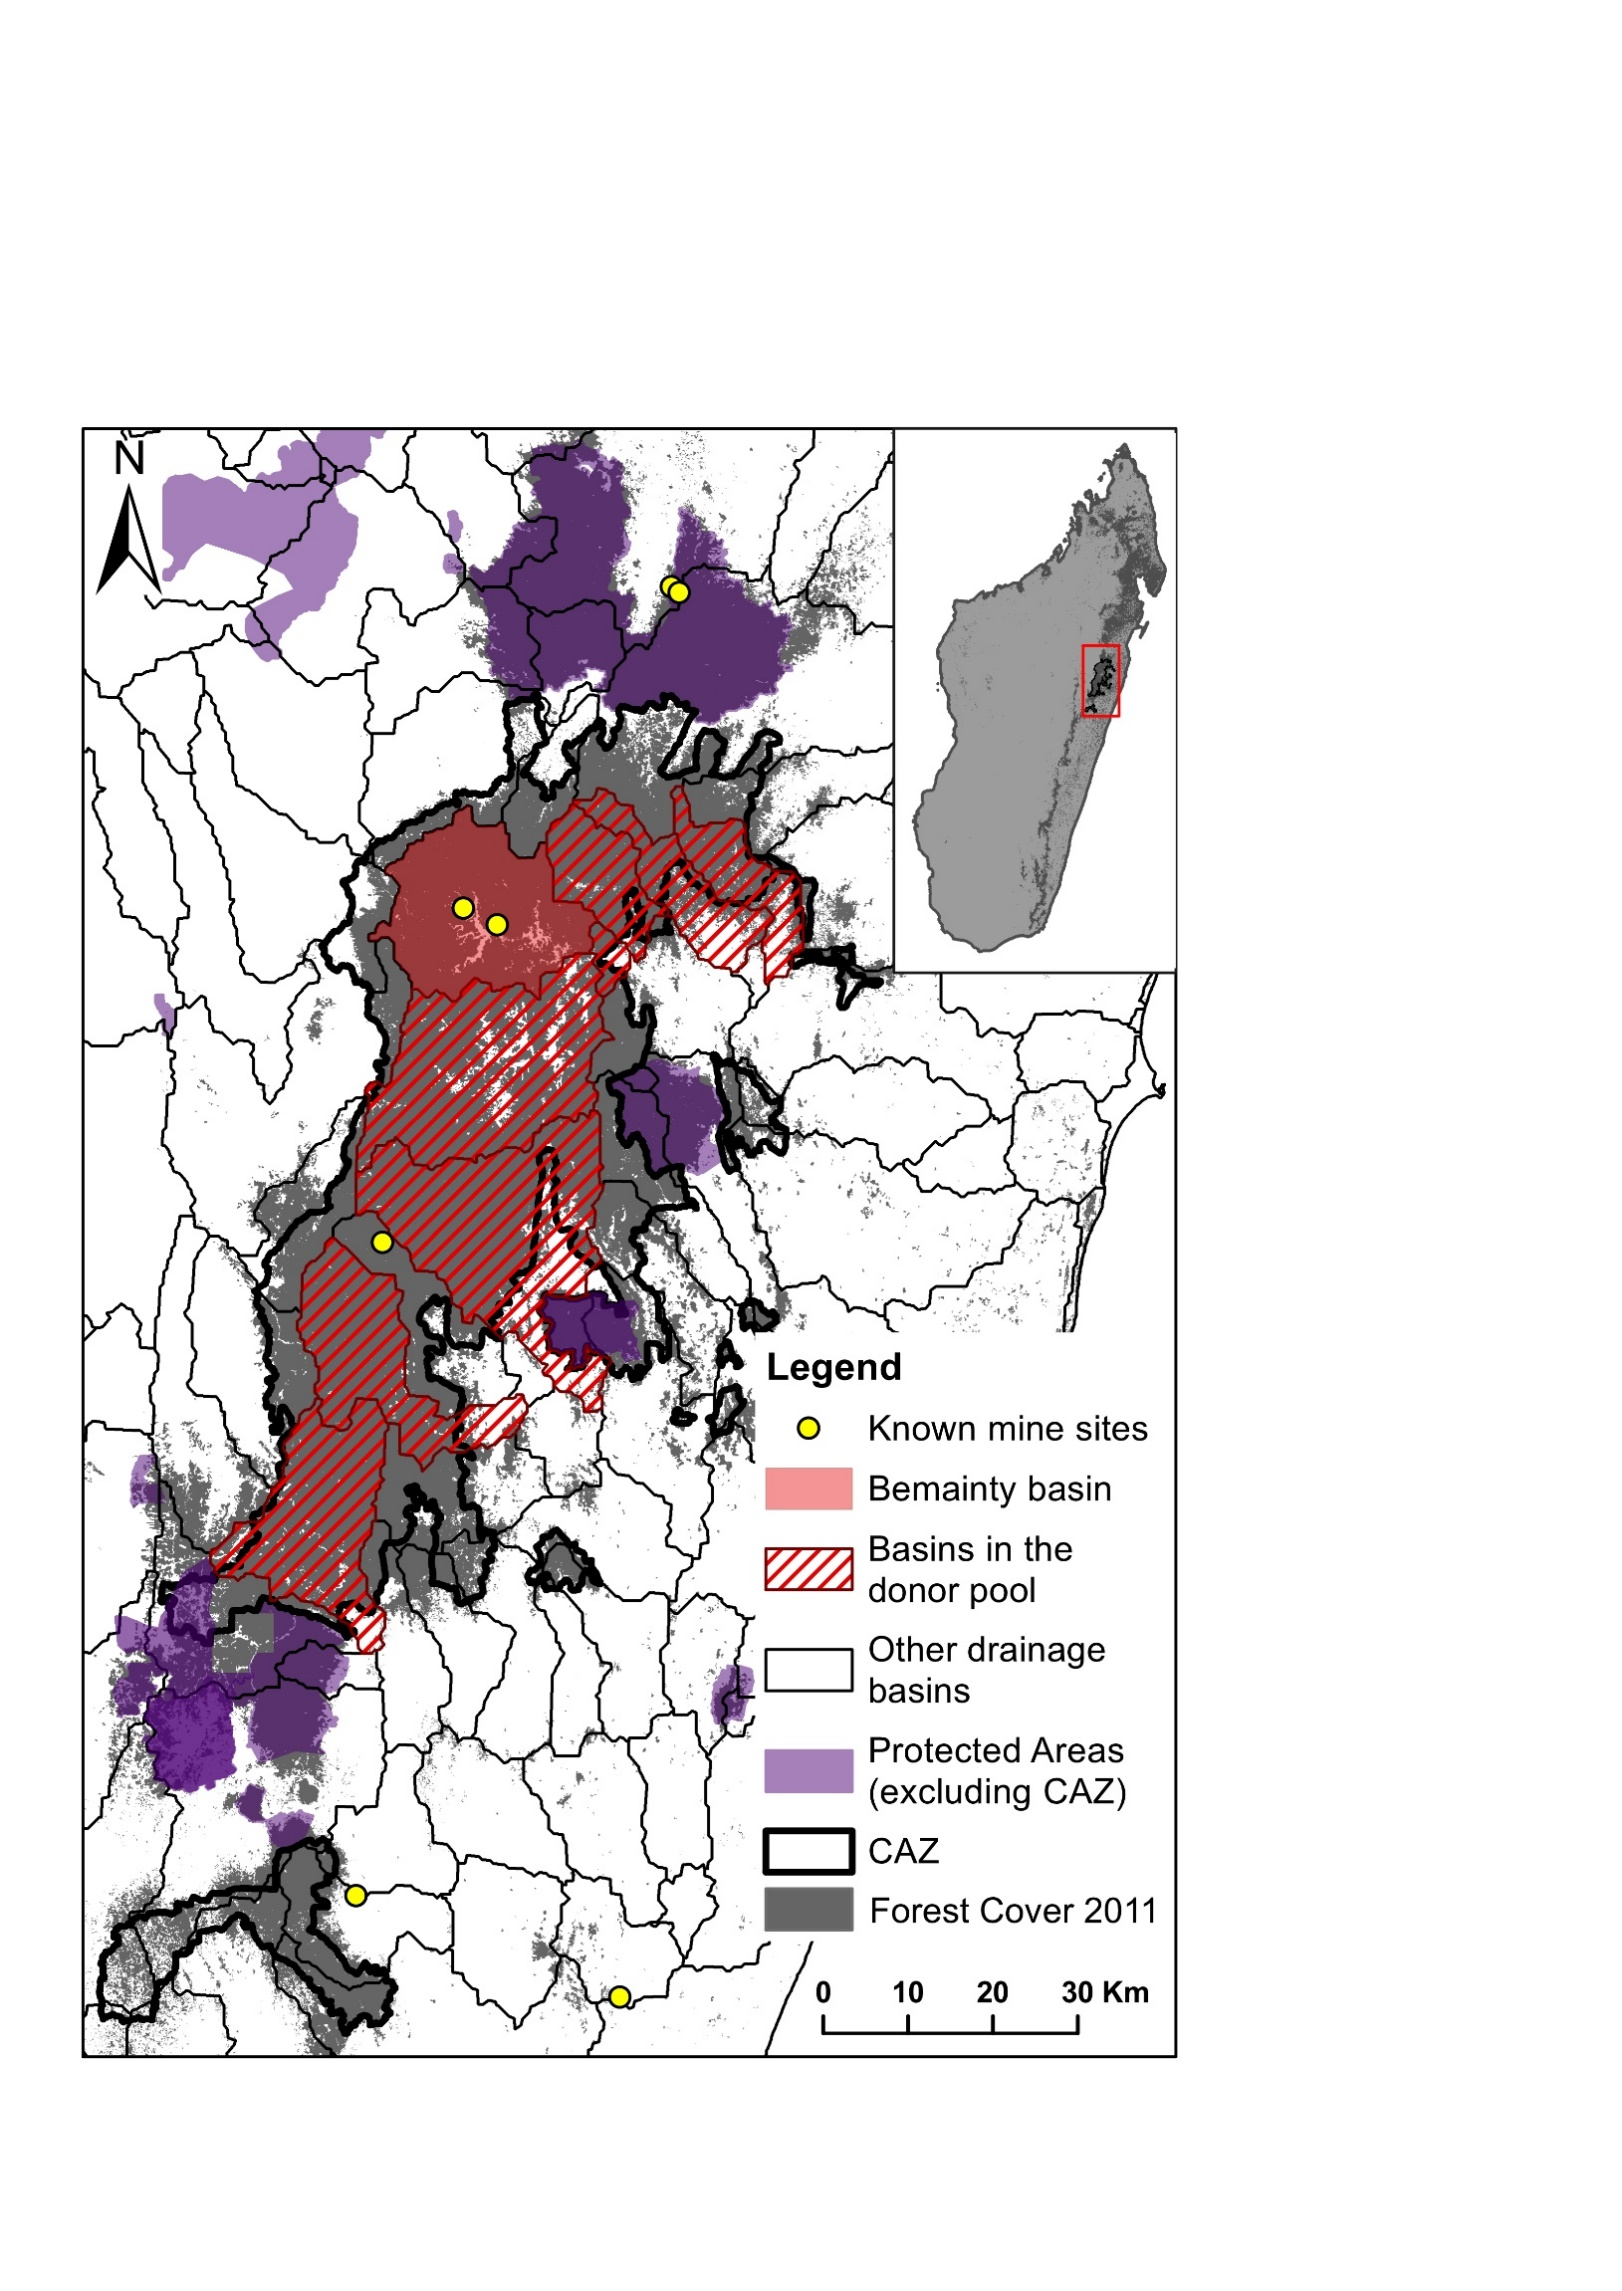 N
Legend
Known mine sites
Bemainty basin
Basins in the
donor pool
Other drainage
basins
Protected Areas
(excluding CAZ)
CAZ
Forest Cover 2011
0 10 20 30 Km